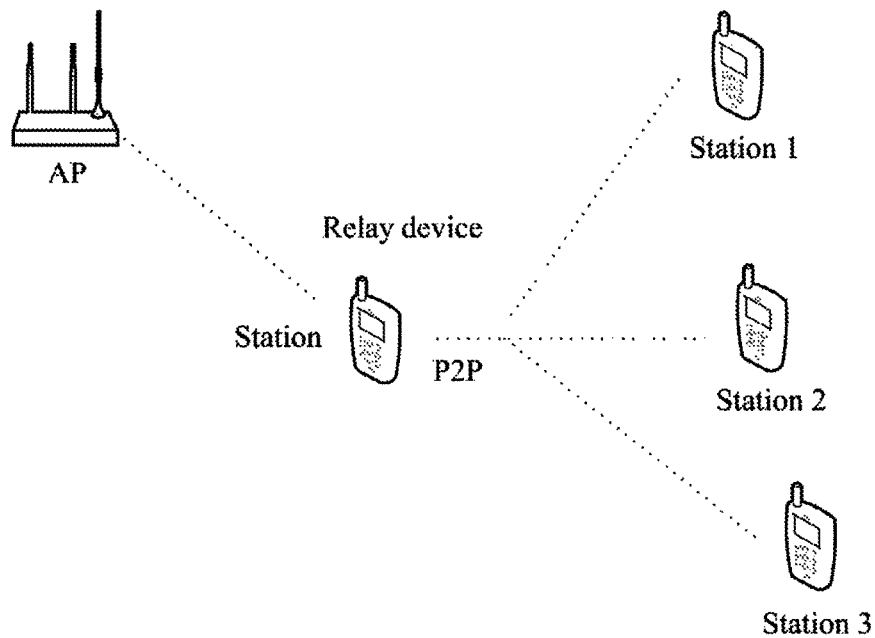 Station 1
AP
Relay device
Station
P2P
Station 2
Station 3